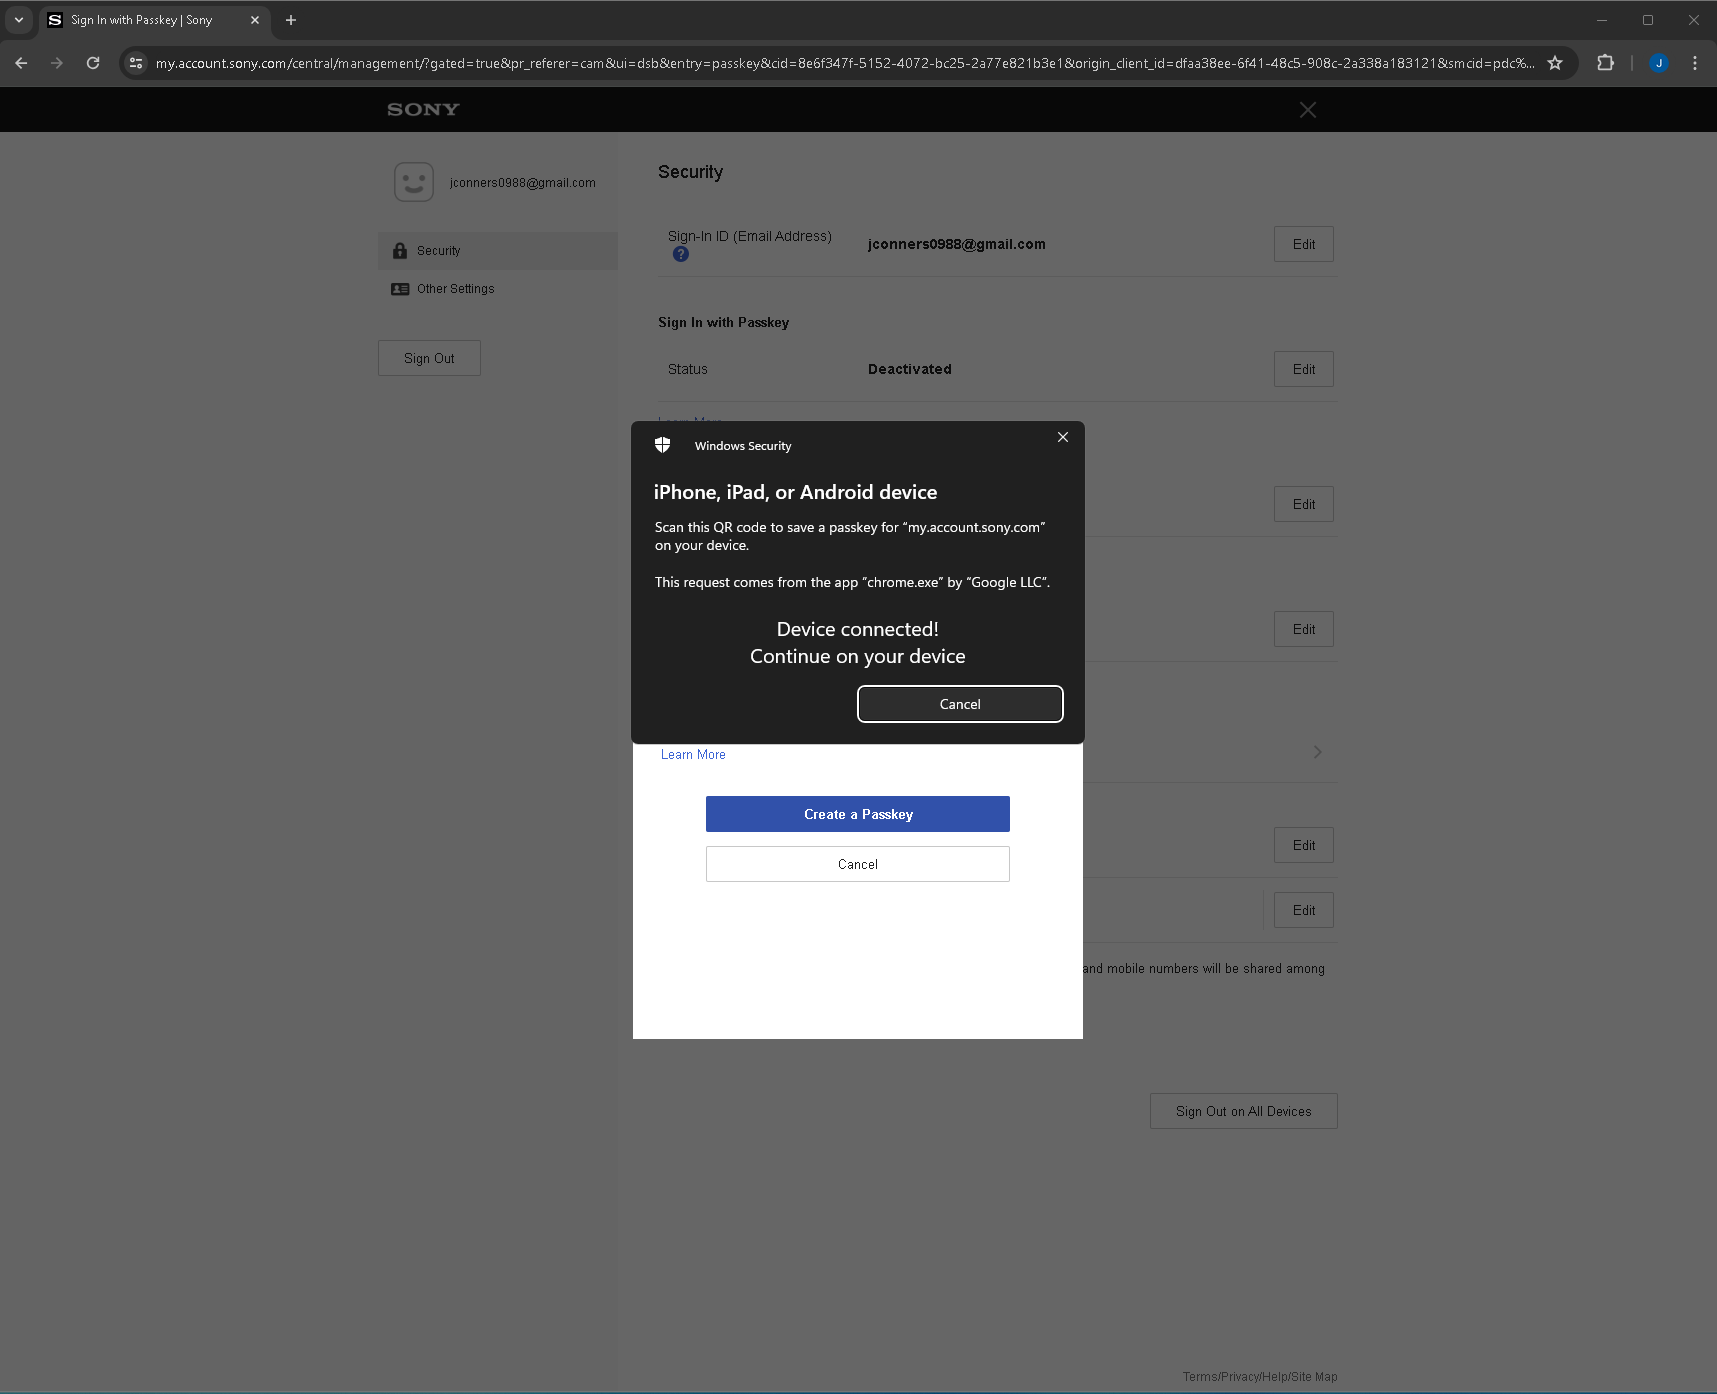 Sign In with Passkey | Sony
my.account.sony.com/central/management/?gated=true&pr_referer=cam&ui=dsb&entry=passkey&cid=8e6f347f-5152-4072-bc25-2a77e821b3e1&origin_client_id=dfaa38ee-6f41-48c5-908c-2a338a183121&smcid=pdc%...
J
SONY
jconners0988@gmail.com
Security
Other Settings
Sign Out
Security
Sign-In ID (Email Address)
?
jconners0988@gmail.com
Edit
Sign In with Passkey
Status
Deactivated
Edit
Learn More
Windows Security
iPhone, iPad, or Android device
Scan this QR code to save a passkey for “my.account.sony.com”
on your device.
This request comes from the app “chrome.exe” by “Google LLC”.
Device connected!
Continue on your device
Cancel
Edit
Edit
Learn More
Create a Passkey
Cancel
Edit
Edit
and mobile numbers will be shared among
Sign Out on All Devices
Terms/Privacy/Help/Site Map